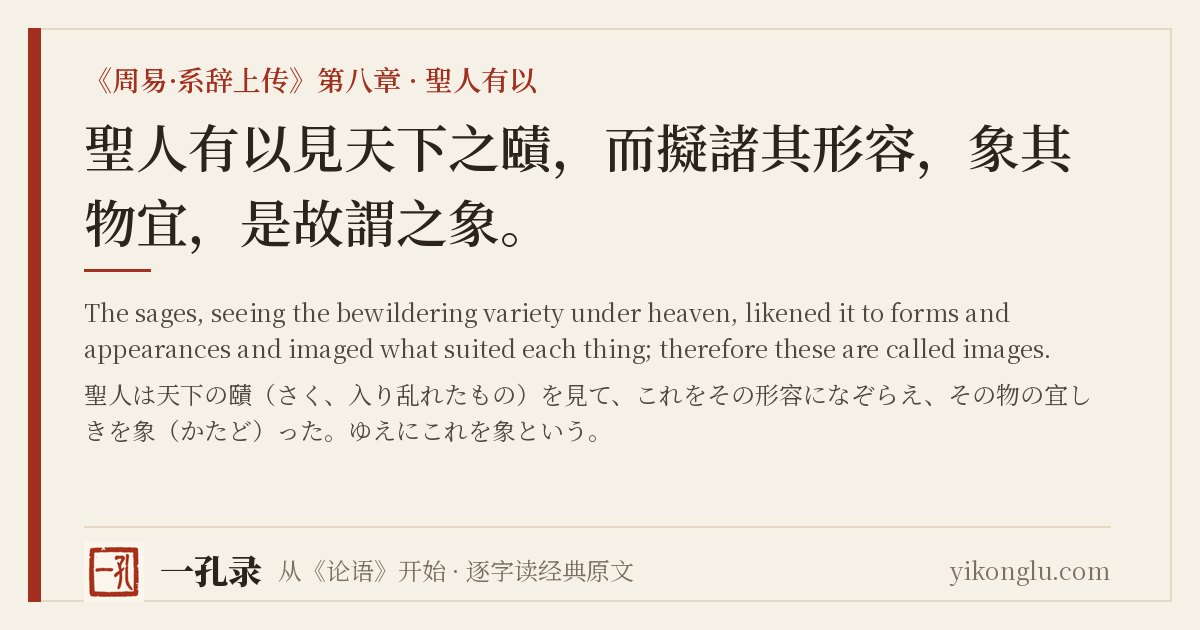 《周易·系辞上传》第八章 · 聖人有以
聖人有以見天下之賾，而擬諸其形容，象其
物宜，是故謂之象。
The sages, seeing the bewildering variety under heaven, likened it to forms and
appearances and imaged what suited each thing; therefore these are called images.
聖人は天下の賾（さく、入り乱れたもの）を見て、これをその形容になぞらえ、その物の宜し
きを象（かたど）った。ゆえにこれを象という。
一孔
一孔录 从《论语》开始 · 逐字读经典原文 yikonglu.com